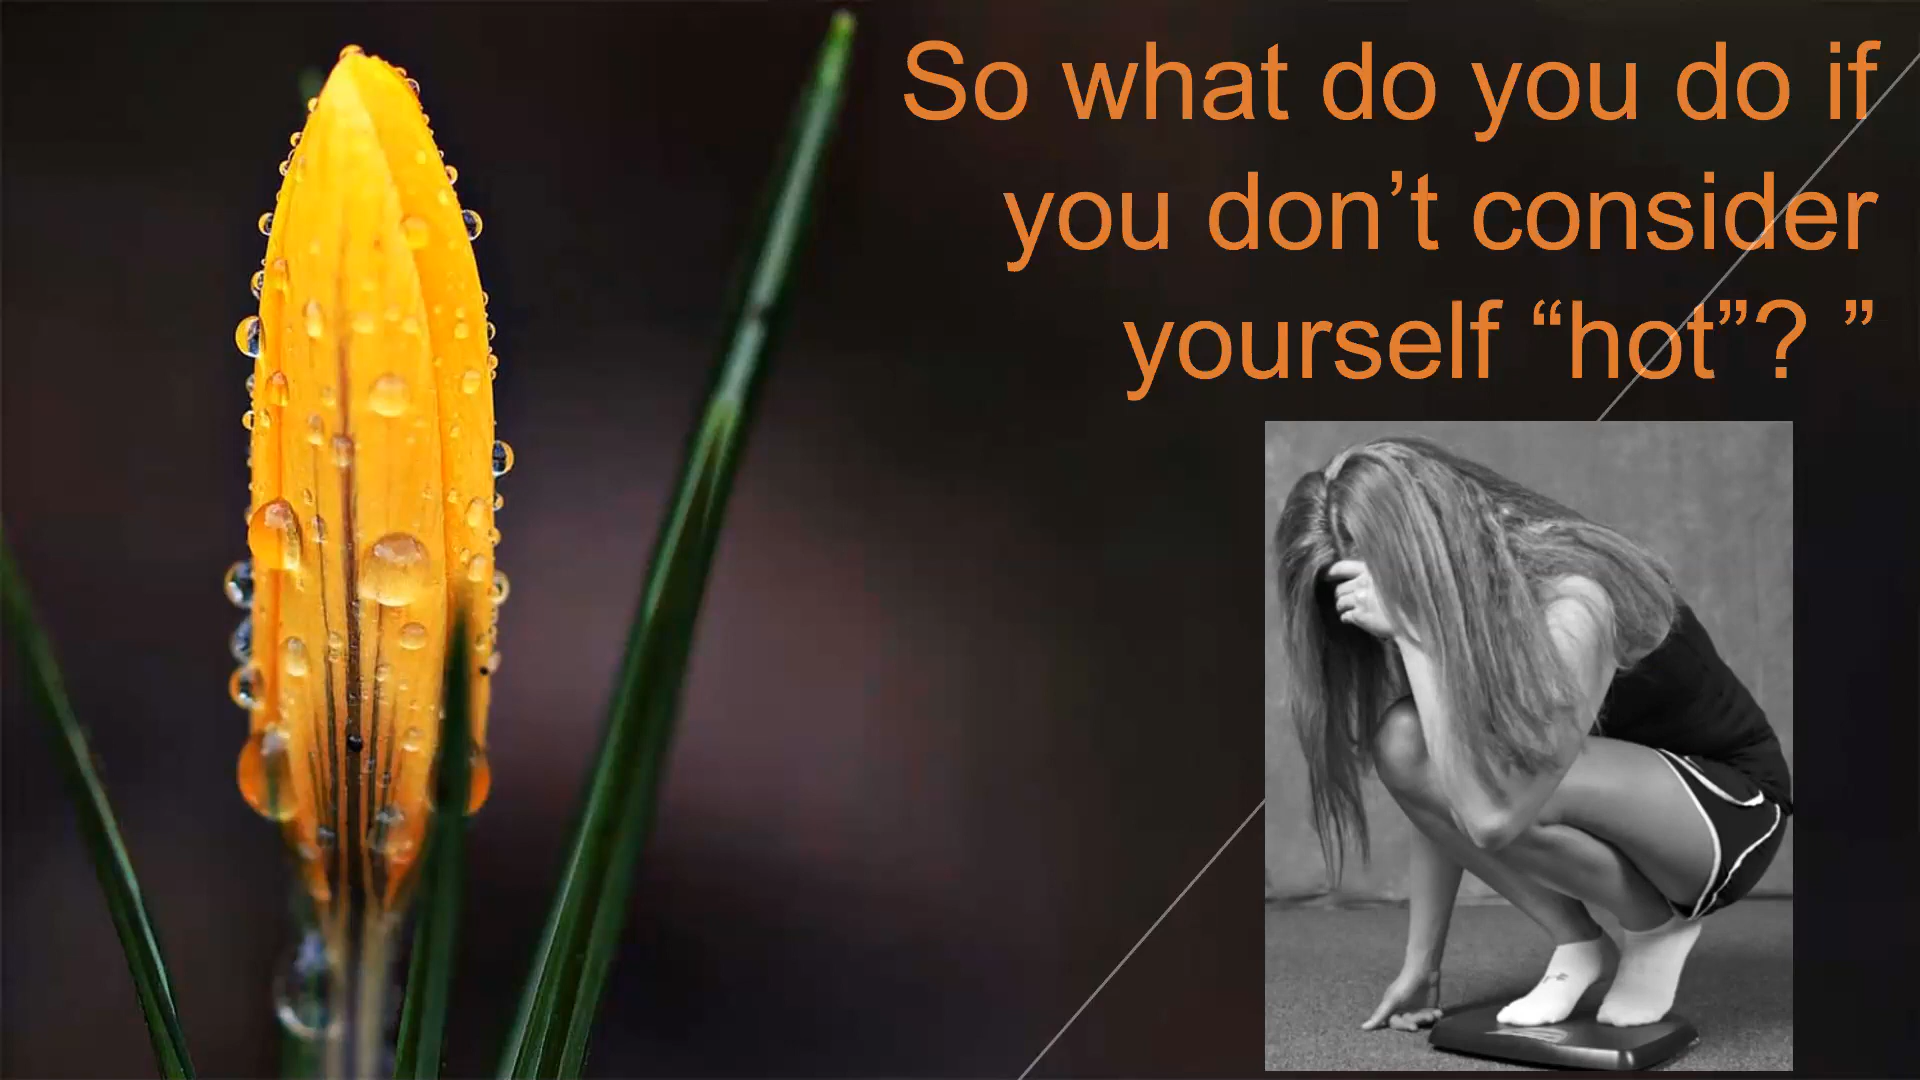 So what do you do if
you don’t consider
yourself “hot”? ”